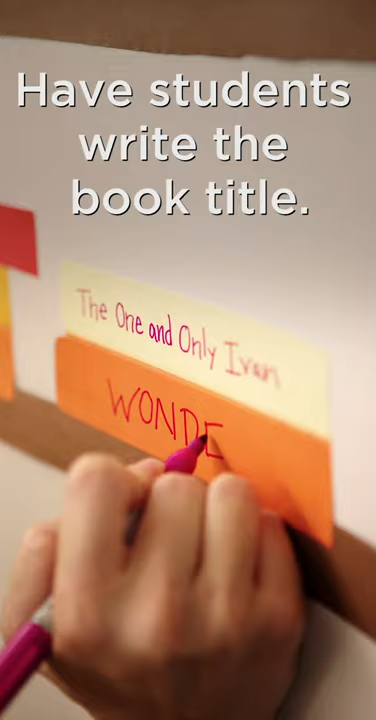 Have students
write the
book title.
The One and Only Ivan
WONDE